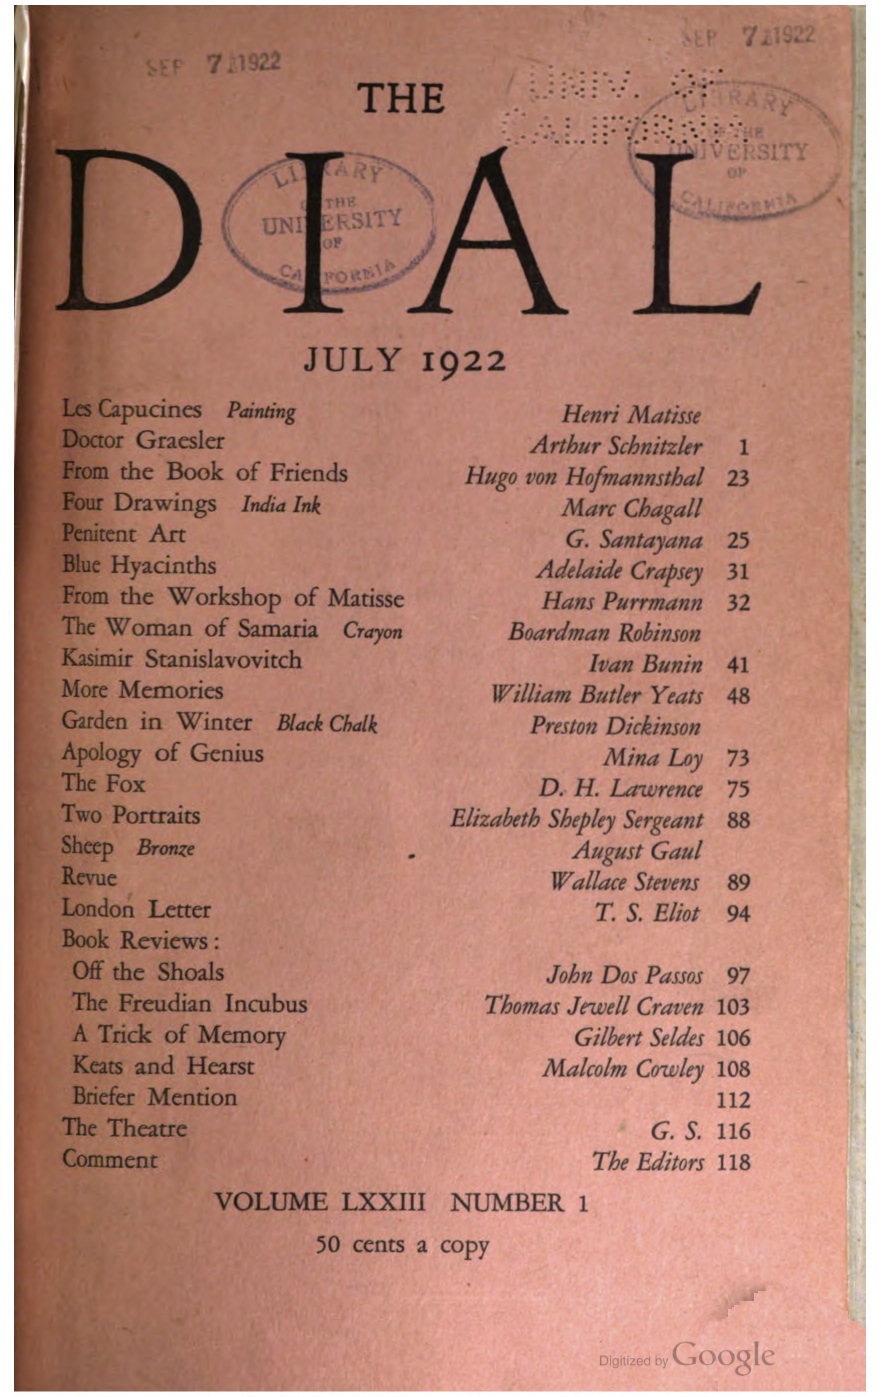 SEP 7 1922
SEP 7 1922
THE
UNIV. OF
CALIFORNIA
DIAL
LIBRARY
OF THE
UNIVERSITY
OF
CALIFORNIA
LIBRARY
OF THE
UNIVERSITY
OF
CALIFORNIA
JULY 1922
Les Capucines Painting Henri Matisse
Doctor Graesler Arthur Schnitzler 1
From the Book of Friends Hugo von Hofmannsthal 23
Four Drawings India Ink Marc Chagall
Penitent Art G. Santayana 25
Blue Hyacinths Adelaide Crapsey 31
From the Workshop of Matisse Hans Purrmann 32
The Woman of Samaria Crayon Boardman Robinson
Kasimir Stanislavovitch Ivan Bunin 41
More Memories William Butler Yeats 48
Garden in Winter Black Chalk Preston Dickinson
Apology of Genius Mina Loy 73
The Fox D. H. Lawrence 75
Two Portraits Elizabeth Shepley Sergeant 88
Sheep Bronze August Gaul
Revue Wallace Stevens 89
London Letter T. S. Eliot 94
Book Reviews:
Off the Shoals John Dos Passos 97
The Freudian Incubus Thomas Jewell Craven 103
A Trick of Memory Gilbert Seldes 106
Keats and Hearst Malcolm Cowley 108
Briefer Mention 112
The Theatre G. S. 116
Comment The Editors 118
VOLUME LXXIII NUMBER 1
50 cents a copy
Digitized by Google